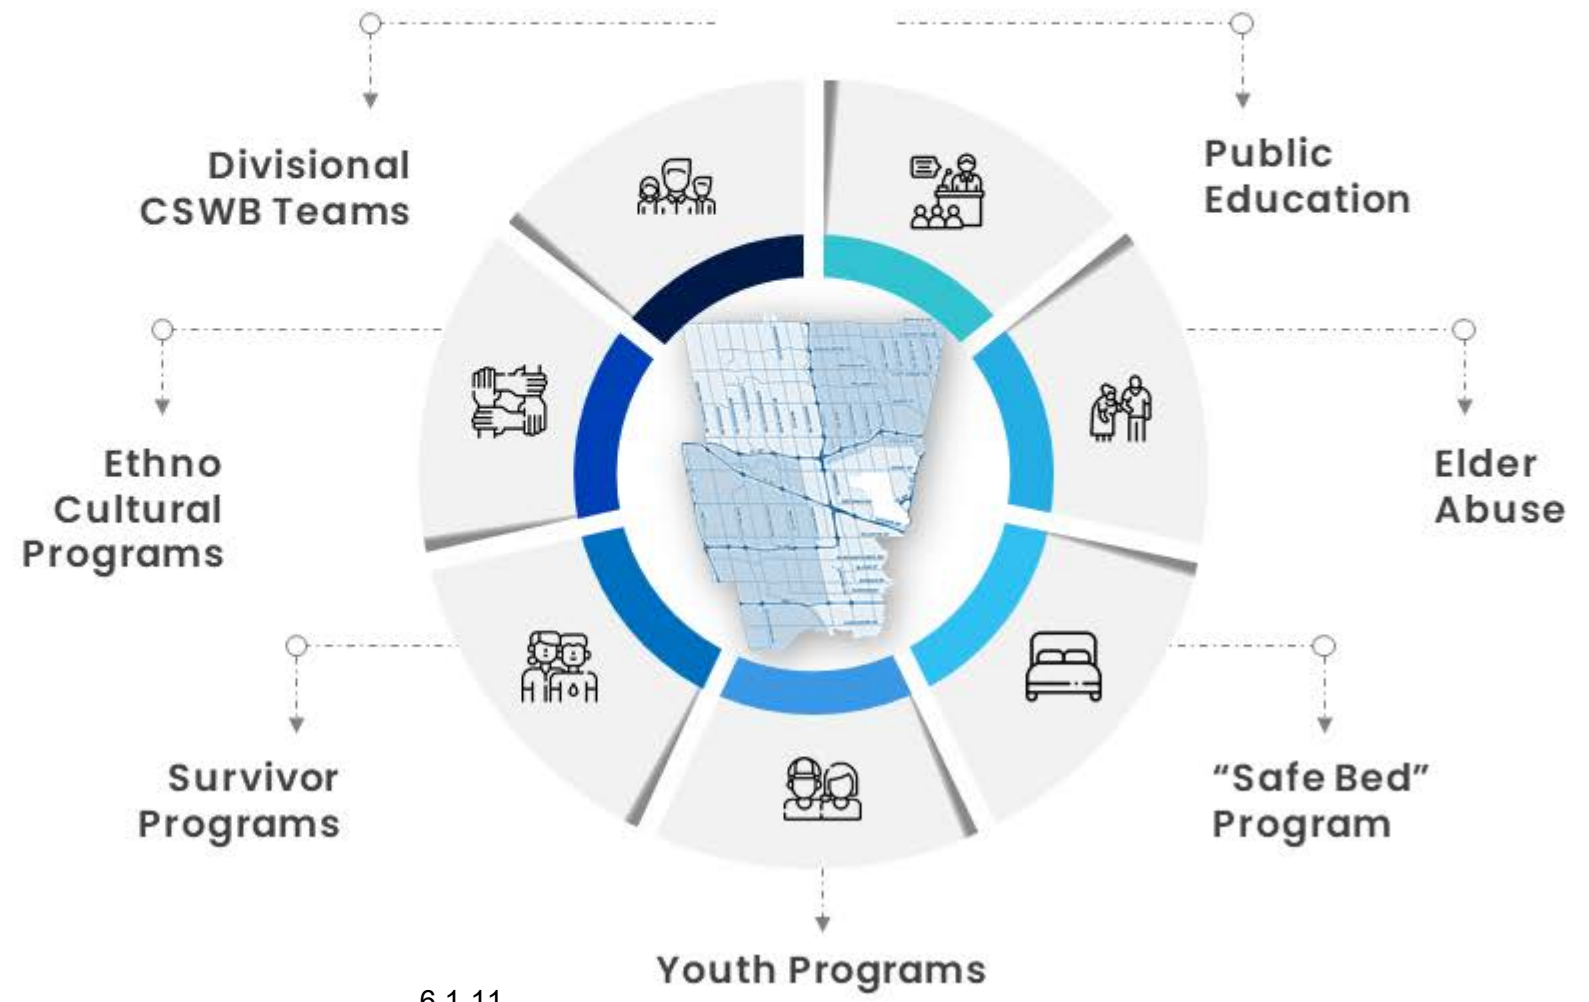 Divisional
CSWB Teams
Public
Education
Ethno
Cultural
Programs
Elder
Abuse
Survivor
Programs
“Safe Bed”
Program
Youth Programs
6.1.11